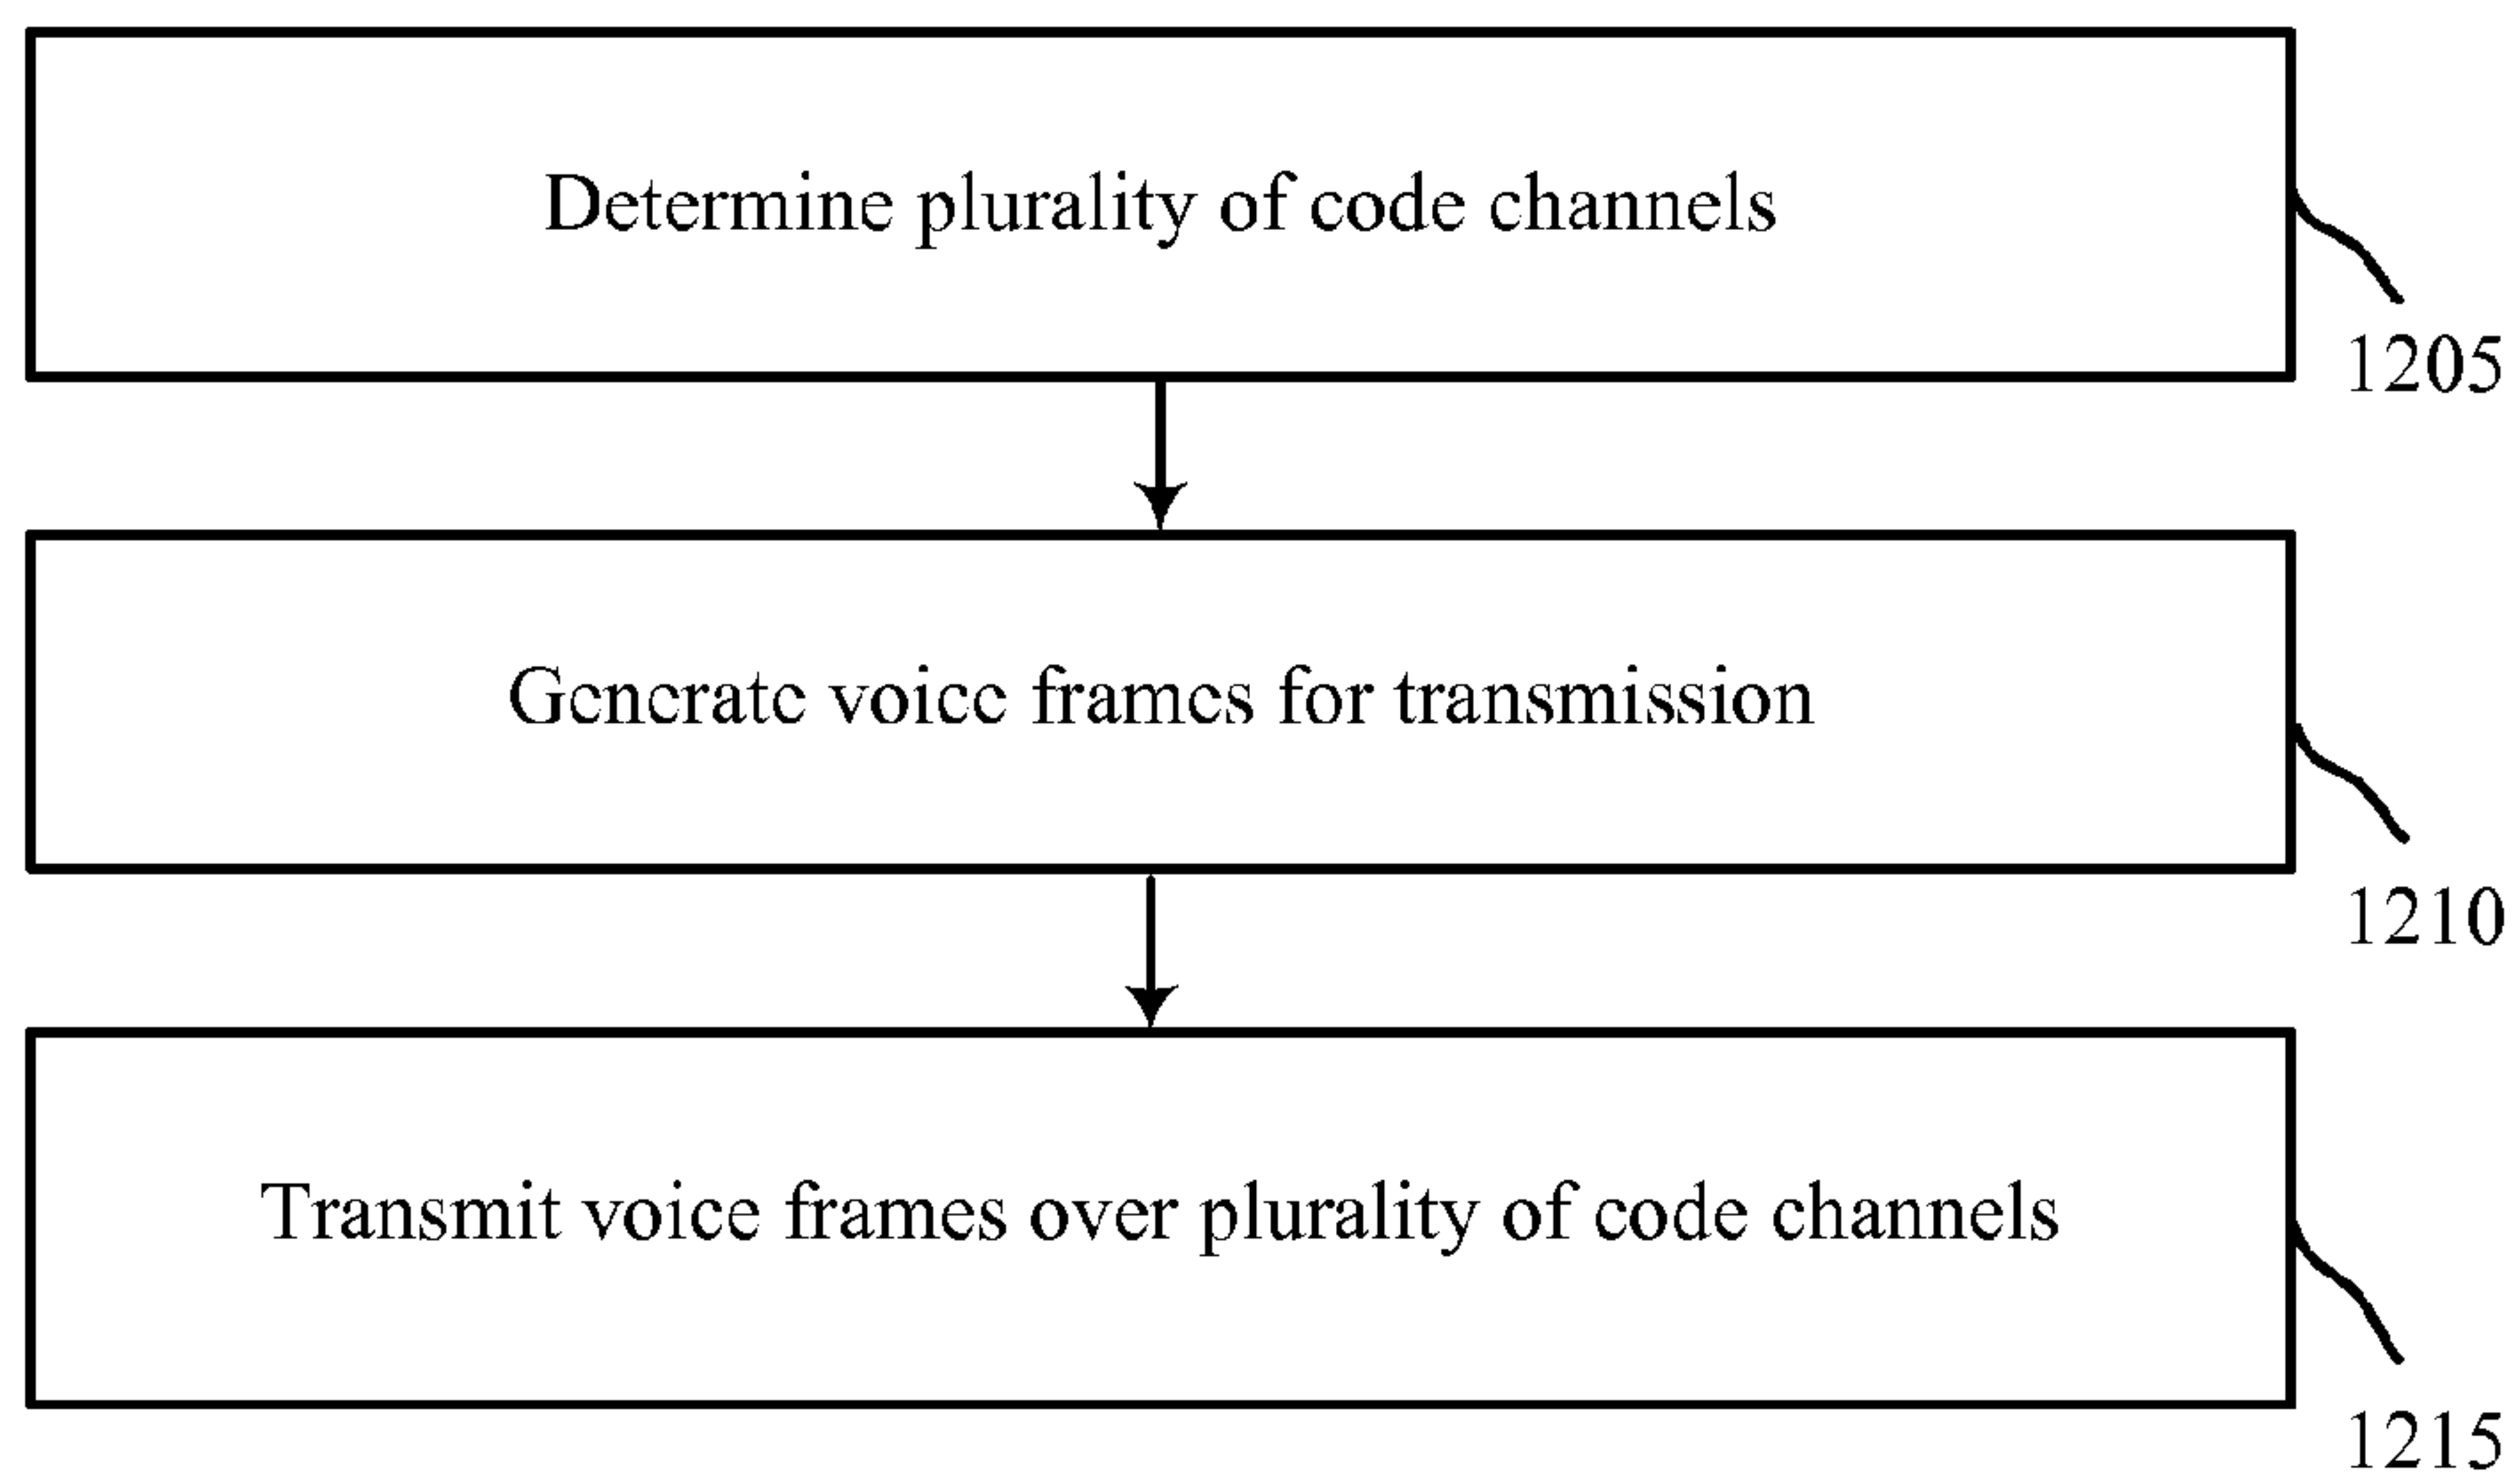 Determine plurality of code channels
1205
Generate voice frames for transmission
1210
Transmit voice frames over plurality of code channels
1215